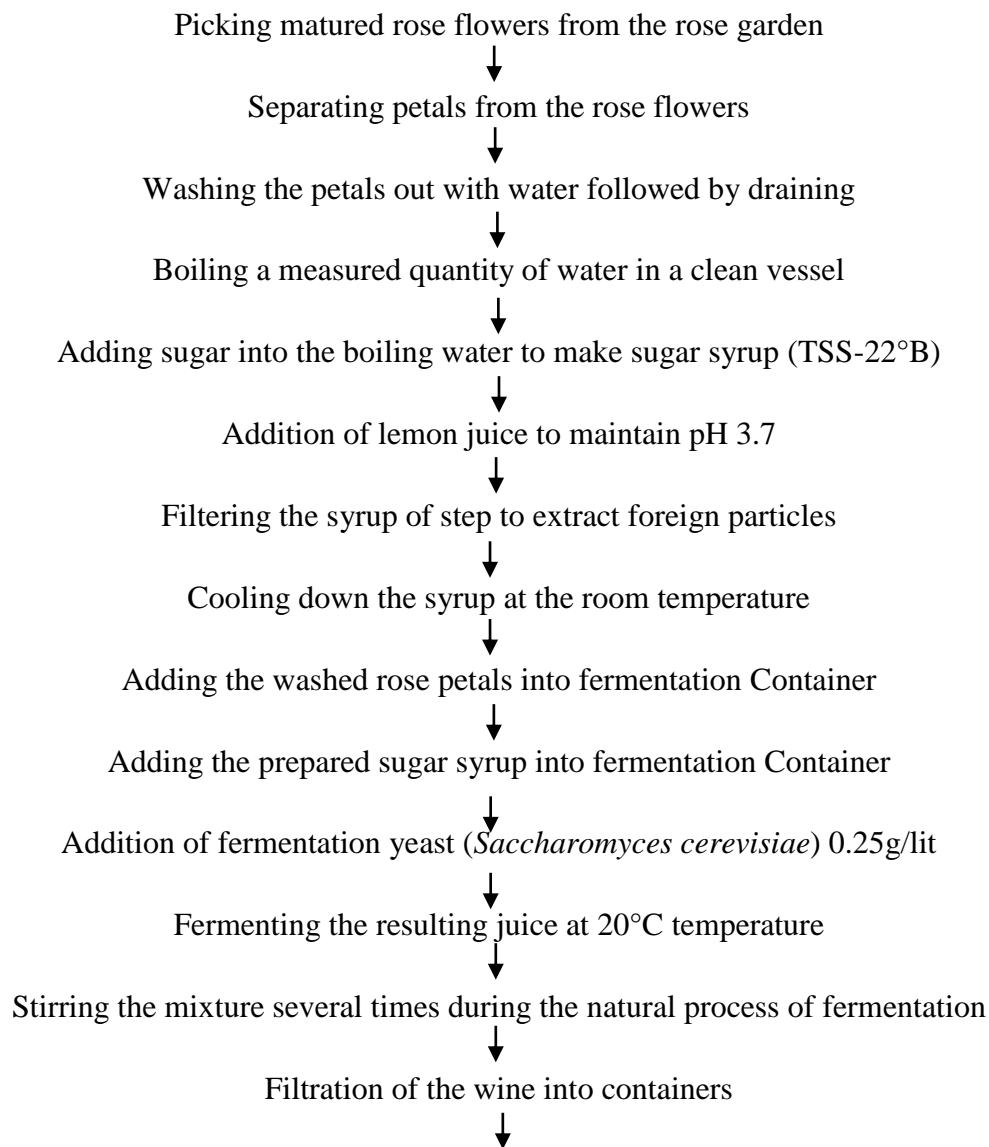 Picking matured rose flowers from the rose garden
Separating petals from the rose flowers
Washing the petals out with water followed by draining
Boiling a measured quantity of water in a clean vessel
Adding sugar into the boiling water to make sugar syrup (TSS-22°B)
Addition of lemon juice to maintain pH 3.7
Filtering the syrup of step to extract foreign particles
Cooling down the syrup at the room temperature
Adding the washed rose petals into fermentation Container
Adding the prepared sugar syrup into fermentation Container
Addition of fermentation yeast (Saccharomyces cerevisiae) 0.25g/lit
Fermenting the resulting juice at 20°C temperature
Stirring the mixture several times during the natural process of fermentation
Filtration of the wine into containers